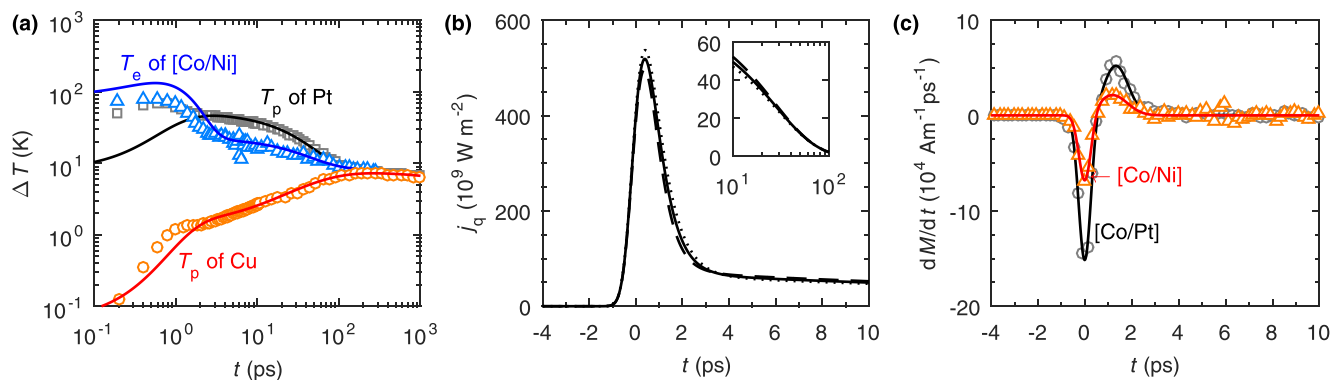 (a)
10³
10²
10¹
10⁰
10⁻¹
ΔT (K)
Tₑ of [Co/Ni]
Tₚ of Pt
Tₚ of Cu
10⁻¹ 10⁰ 10¹ 10² 10³
t (ps)
(b)
600
400
200
0
j_q (10⁹ W m⁻²)
60
40
20
0
10¹ 10²
-4 -2 0 2 4 6 8 10
t (ps)
(c)
10
0
-10
-20
dM/dt (10⁴ Am⁻¹ps⁻¹)
[Co/Ni]
[Co/Pt]
-4 -2 0 2 4 6 8 10
t (ps)